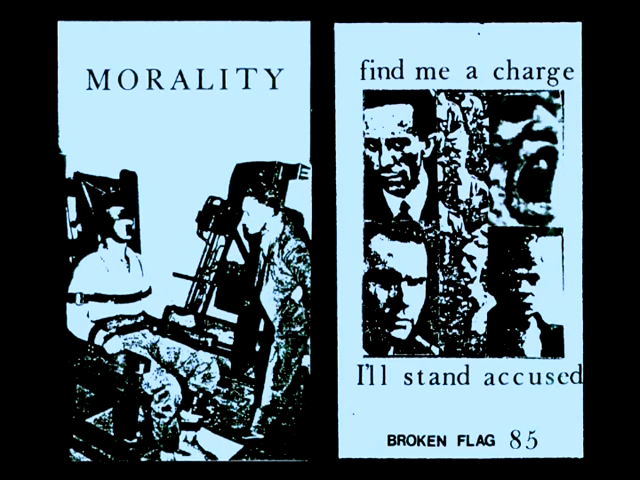 MORALITY
find me a charge
I'll stand accused
BROKEN FLAG 85